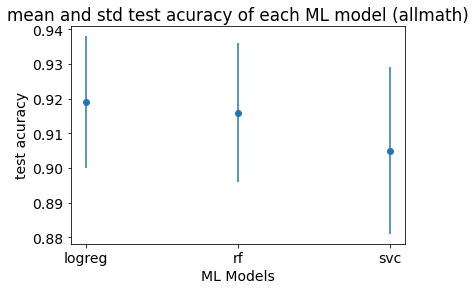 mean and std test acuracy of each ML model (allmath)
0.94
0.93
0.92
0.91
0.90
0.89
0.88
test acuracy
logreg rf svc
ML Models